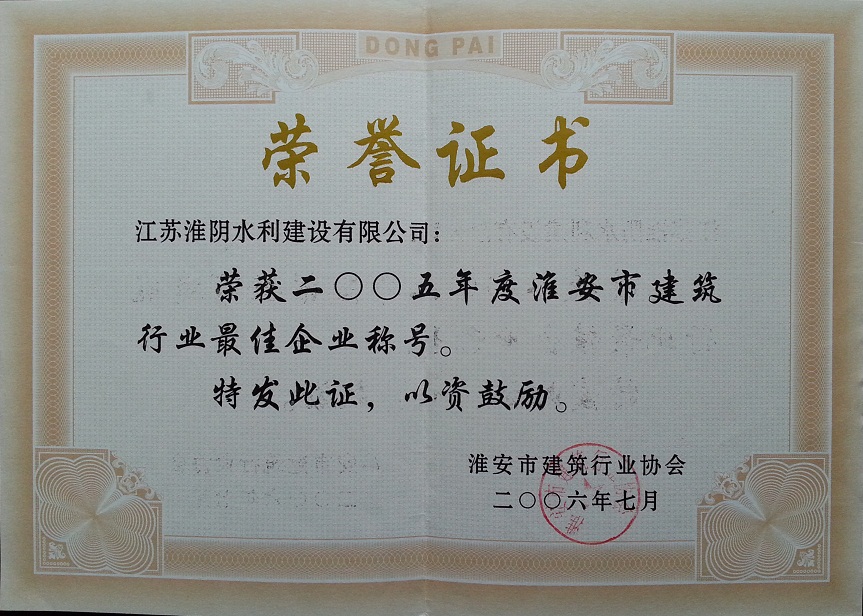 DONG PAI
荣誉证书
江苏淮阴水利建设有限公司：
荣获二〇〇五年度淮安市建筑
行业最佳企业称号。
特发此证，以资鼓励。
淮安市建筑行业协会
二〇〇六年七月